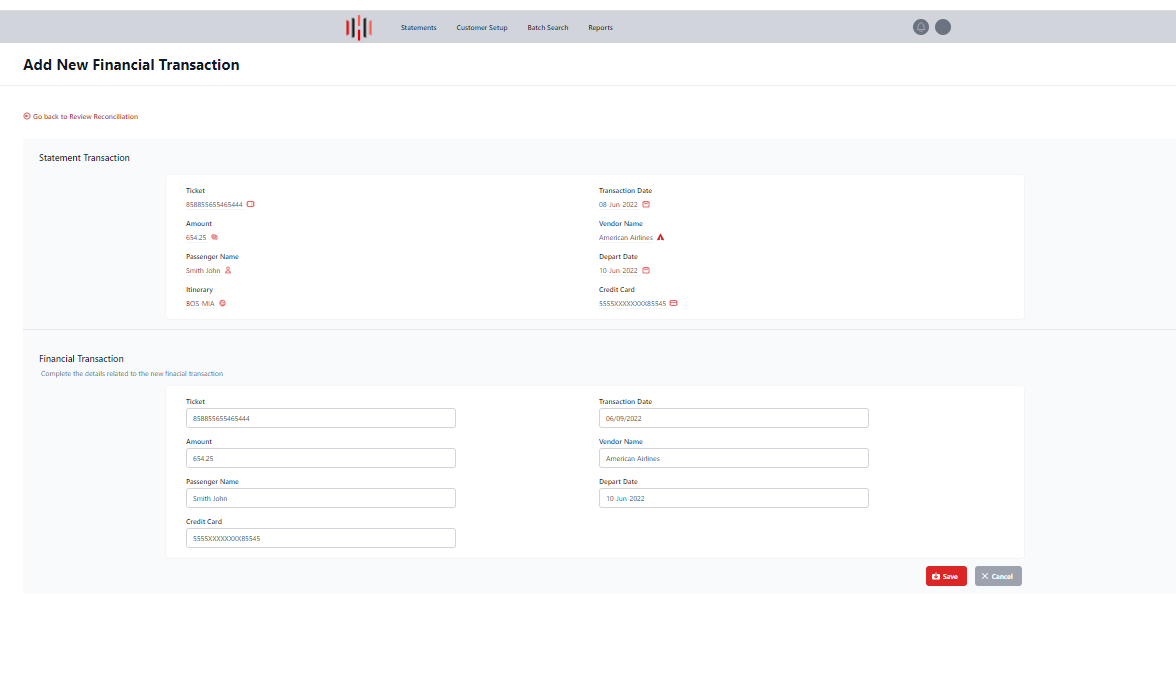 Statements Customer Setup Batch Search Reports
Add New Financial Transaction
Go back to Review Reconciliation
Statement Transaction
Ticket Transaction Date
858855655465444 08 Jun 2022
Amount Vendor Name
654.25 American Airlines
Passenger Name Depart Date
Smith John 10 Jun 2022
Itinerary Credit Card
BOS MIA 5555XXXXXXXX85545
Financial Transaction
Complete the details related to the new finacial transaction
Ticket Transaction Date
858855655465444 06/09/2022
Amount Vendor Name
654.25 American Airlines
Passenger Name Depart Date
Smith John 10 Jun 2022
Credit Card
5555XXXXXXXX85545
Save Cancel